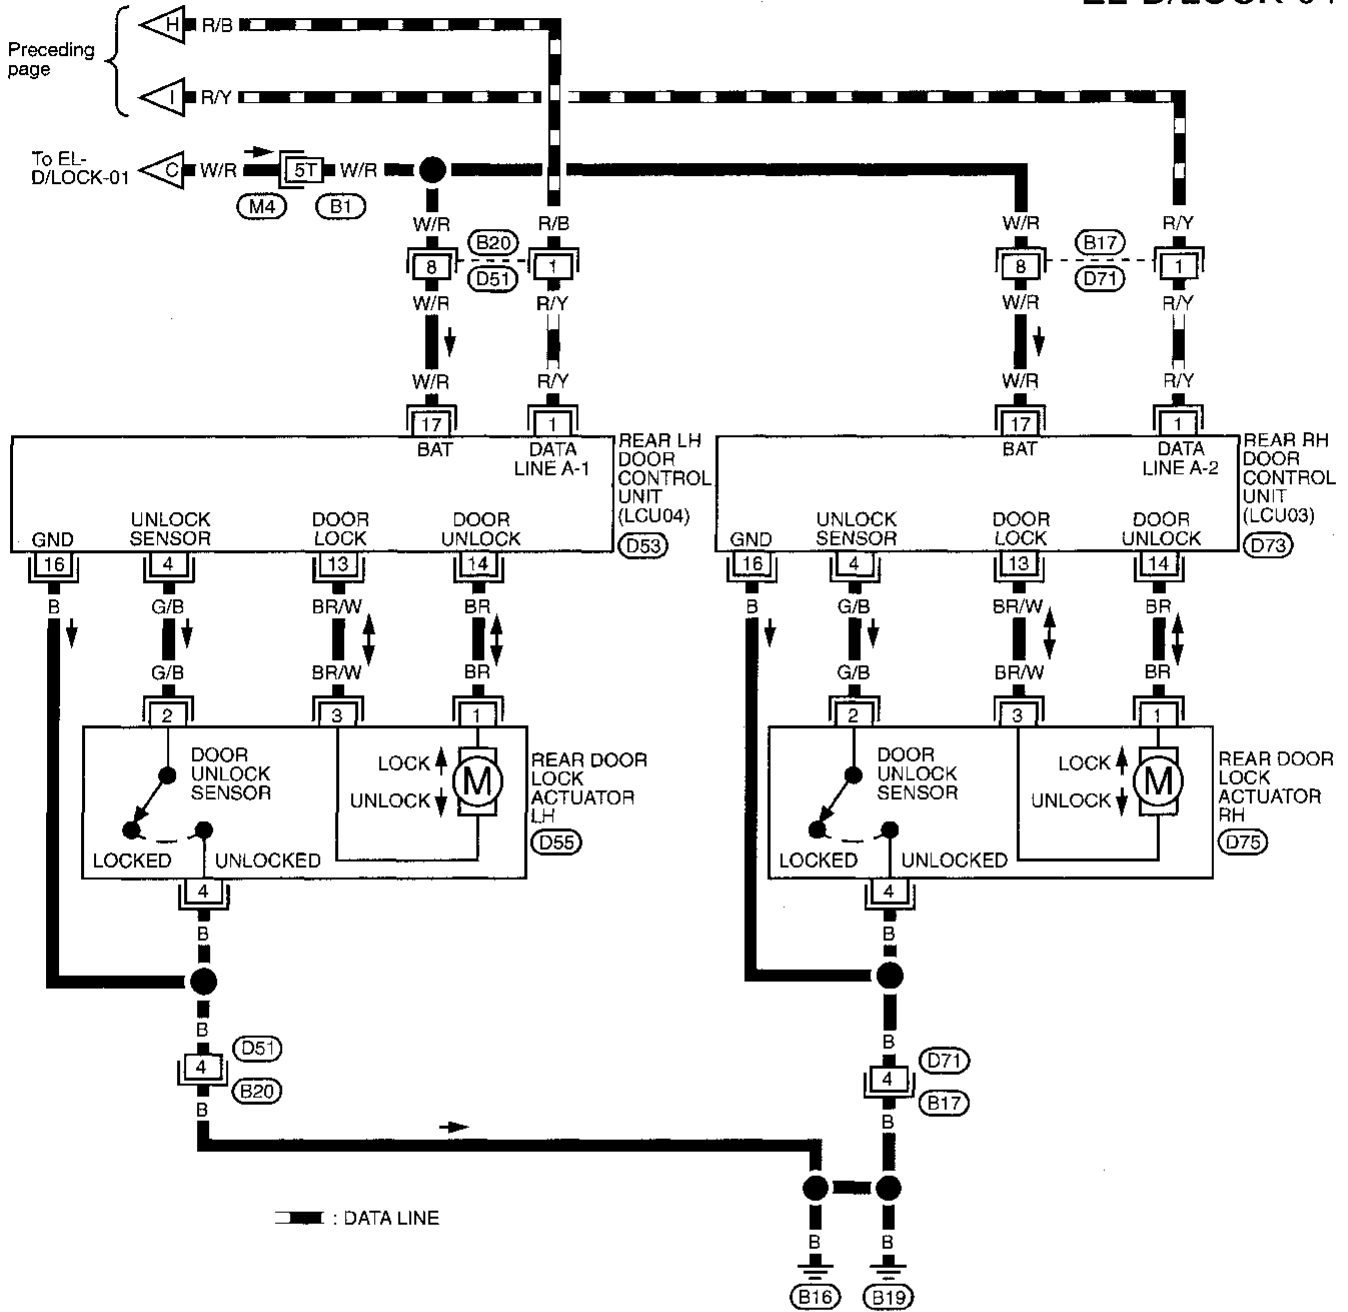 H R/B
Preceding
page
I R/Y
To EL-
D/LOCK-01
C W/R 5T W/R
M4 B1
W/R R/B W/R R/Y
B20 B17
8 1 8 1
D51 D71
W/R R/Y W/R R/Y
W/R R/Y W/R R/Y
17 1 17 1
BAT DATA
LINE A-1
REAR LH
DOOR
CONTROL
UNIT
(LCU04)
D53
BAT DATA
LINE A-2
REAR RH
DOOR
CONTROL
UNIT
(LCU03)
D73
GND UNLOCK
SENSOR DOOR
LOCK DOOR
UNLOCK
GND UNLOCK
SENSOR DOOR
LOCK DOOR
UNLOCK
16 4 13 14 16 4 13 14
B G/B BR/W BR B G/B BR/W BR
G/B BR/W BR G/B BR/W BR
2 3 1 2 3 1
DOOR
UNLOCK
SENSOR
LOCK
UNLOCK
M
LOCKED UNLOCKED
REAR DOOR
LOCK
ACTUATOR
LH
D55
DOOR
UNLOCK
SENSOR
LOCK
UNLOCK
M
LOCKED UNLOCKED
REAR DOOR
LOCK
ACTUATOR
RH
D75
4 4
B B
B B
D51 D71
4 4
B20 B17
B B
: DATA LINE
B B
B16 B19